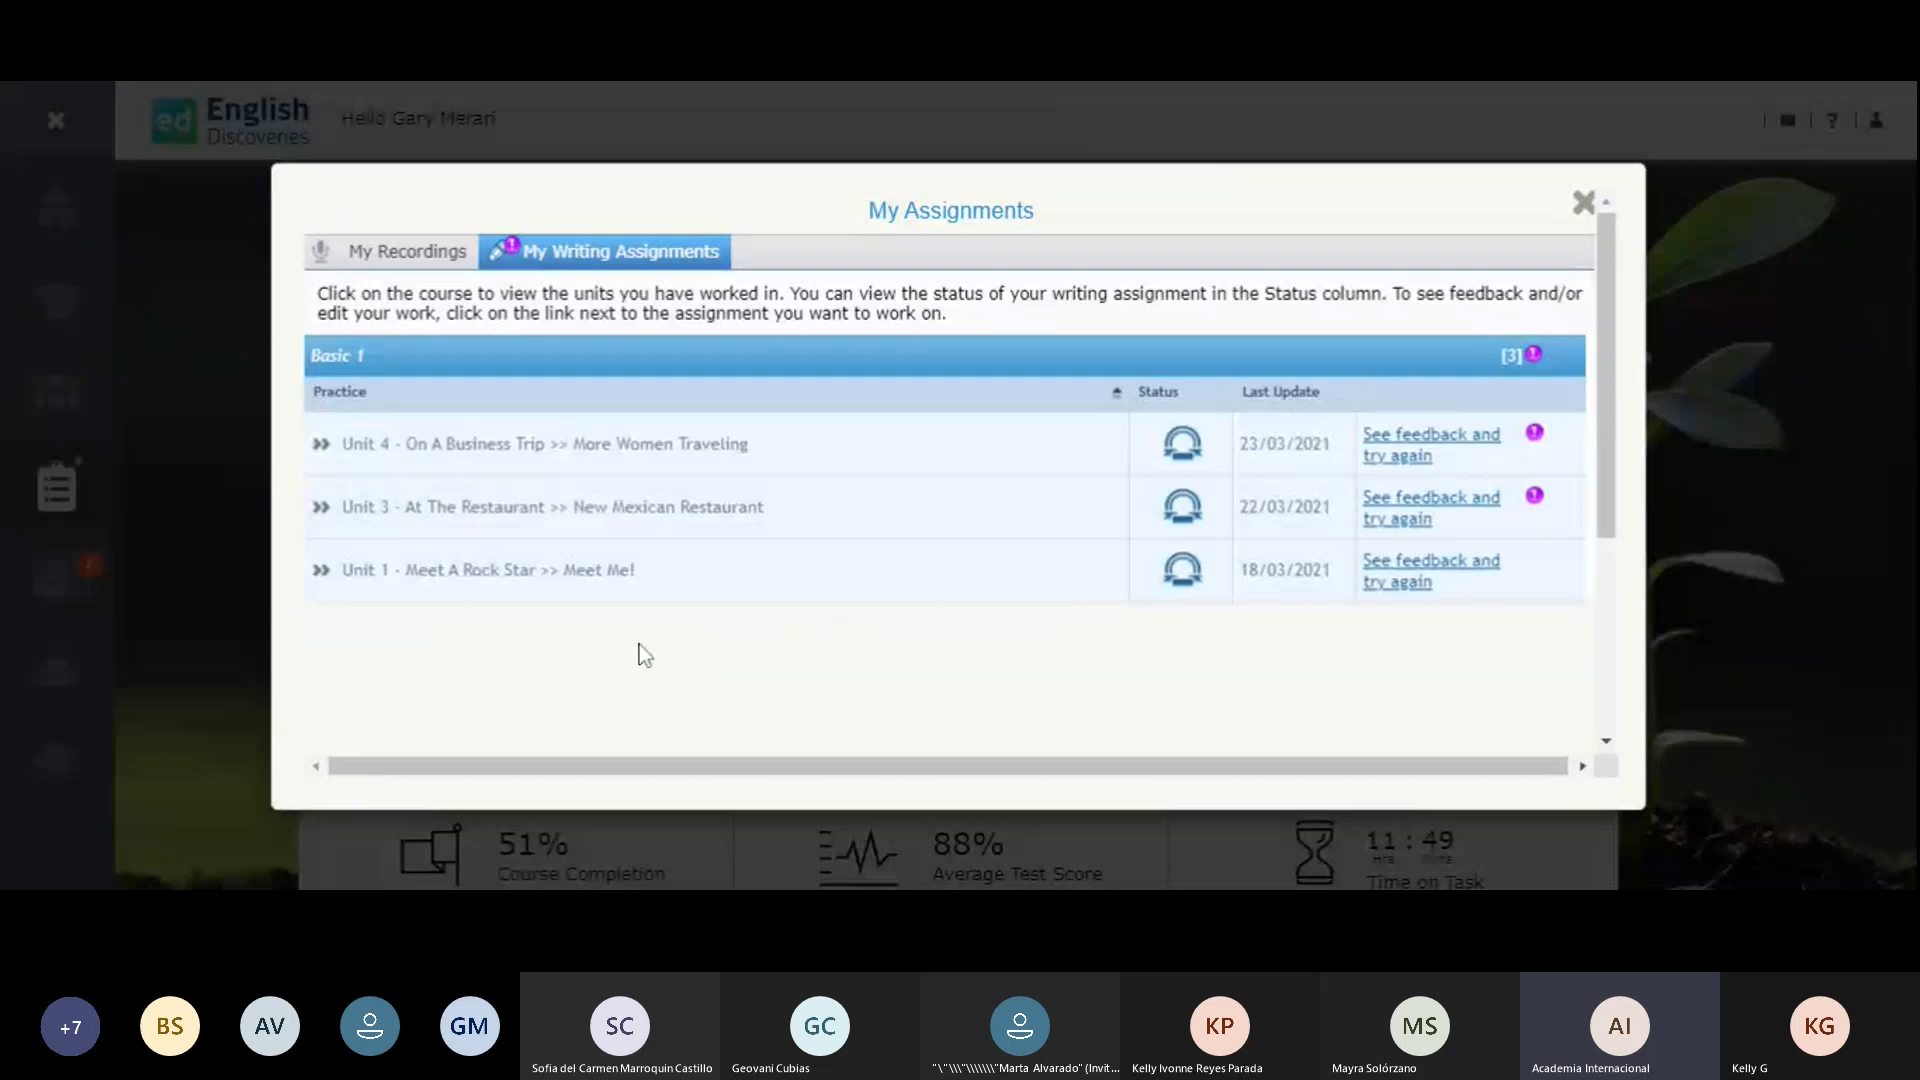 ed English
Discoveries
Hello Gary Merari
?
My Assignments
My Recordings
My Writing Assignments
Click on the course to view the units you have worked in. You can view the status of your writing assignment in the Status column. To see feedback and/or
edit your work, click on the link next to the assignment you want to work on.
Basic 1
[3]
Practice
Status
Last Update
Unit 4 - On A Business Trip >> More Women Traveling
23/03/2021
See feedback and
try again
Unit 3 - At The Restaurant >> New Mexican Restaurant
22/03/2021
See feedback and
try again
Unit 1 - Meet A Rock Star >> Meet Me!
18/03/2021
See feedback and
try again
51%
Course Completion
88%
Average Test Score
11 : 49
Hrs Mins
Time on Task
+7
BS
AV
GM
SC
Sofia del Carmen Marroquin Castillo
GC
Geovani Cubias
"\"\\\"\\\\\\\"Marta Alvarado" (Invit...
KP
Kelly Ivonne Reyes Parada
MS
Mayra Solórzano
AI
Academia Internacional
KG
Kelly G